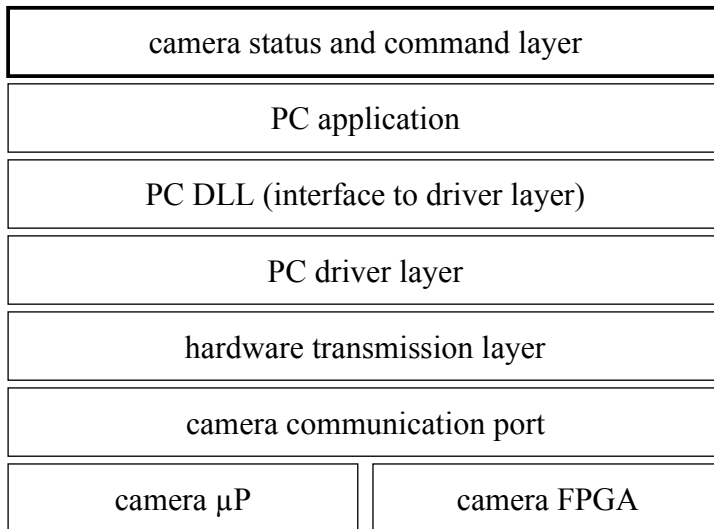 camera status and command layer
PC application
PC DLL (interface to driver layer)
PC driver layer
hardware transmission layer
camera communication port
camera µP
camera FPGA